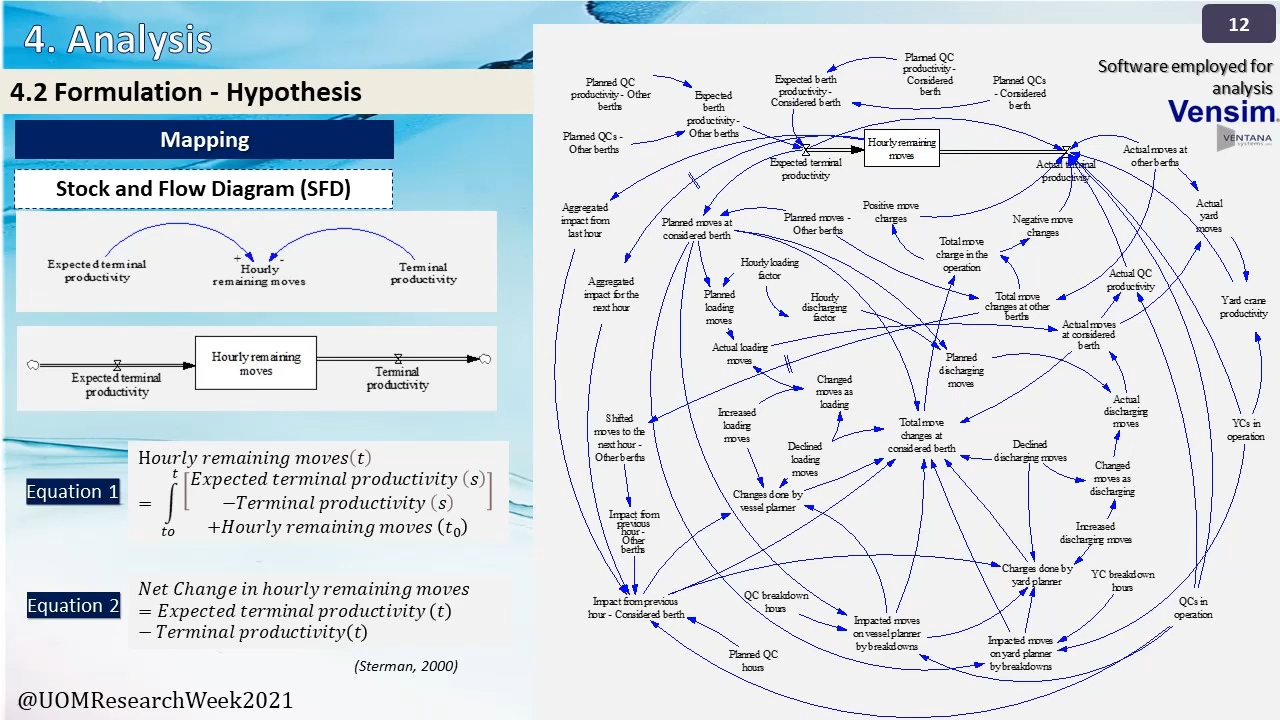 4. Analysis
12
4.2 Formulation - Hypothesis
Software employed for
analysis
Vensim
VENTANA
systems, inc.
Mapping
Stock and Flow Diagram (SFD)
Expected terminal
productivity
+
-
Hourly
remaining moves
Terminal
productivity
Hourly remaining
moves
Expected terminal
productivity
Terminal
productivity
Equation 1
Hourly remaining moves(t)
= ∫ t to [Expected terminal productivity (s)
−Terminal productivity (s)]
+Hourly remaining moves (t₀)
Equation 2
Net Change in hourly remaining moves
= Expected terminal productivity (t)
− Terminal productivity(t)
(Sterman, 2000)
@UOMResearchWeek2021
Planned QC
productivity - Other
berths
Expected
berth
productivity -
Other berths
Planned QCs -
Other berths
Expected berth
productivity -
Considered berth
Planned QC
productivity -
Considered
berth
Planned QCs
- Considered
berth
Expected terminal
productivity
Hourly remaining
moves
Actual terminal
productivity
Actual moves at
other berths
Aggregated
impact from
last hour
Planned moves at
considered berth
Planned moves -
Other berths
Positive move
changes
Negative move
changes
Actual
yard
moves
Total move
change in the
operation
Aggregated
impact for the
next hour
Hourly loading
factor
Planned
loading
moves
Hourly
discharging
factor
Total move
changes at other
berths
Actual QC
productivity
Yard crane
productivity
Actual moves
at considered
berth
Actual loading
moves
Planned
discharging
moves
Changed
moves as
loading
Increased
loading
moves
Actual
discharging
moves
Shifted
moves to the
next hour -
Other berths
Total move
changes at
considered berth
YCs in
operation
Declined
loading
moves
Declined
discharging moves
Changed
moves as
discharging
Changes done by
vessel planner
Impact from
previous
hour -
Other
berths
Increased
discharging moves
Changes done by
yard planner
YC breakdown
hours
Impact from previous
hour - Considered berth
QC breakdown
hours
QCs in
operation
Impacted moves
on vessel planner
by breakdowns
Impacted moves
on yard planner
by breakdowns
Planned QC
hours